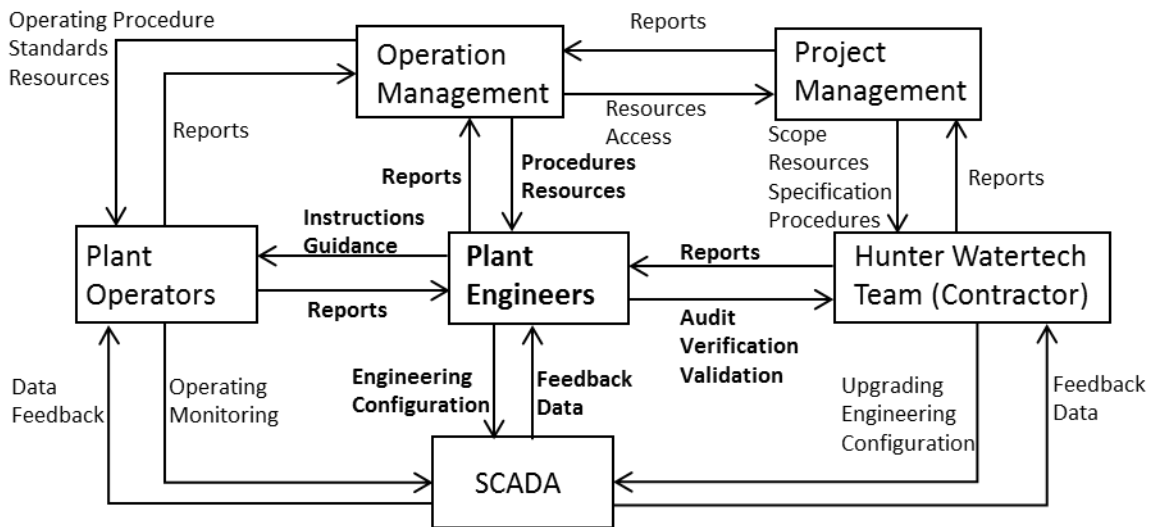 Operating Procedure
Standards
Resources
Reports
Operation
Management
Reports
Resources
Access
Project
Management
Reports
Procedures
Resources
Scope
Resources
Specification
Procedures
Reports
Plant
Operators
Instructions
Guidance
Reports
Plant
Engineers
Reports
Audit
Verification
Validation
Hunter Watertech
Team (Contractor)
Data
Feedback
Operating
Monitoring
Engineering
Configuration
Feedback
Data
Upgrading
Engineering
Configuration
Feedback
Data
SCADA